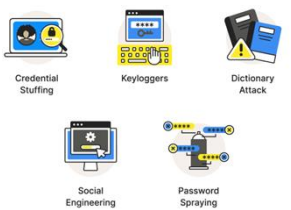 Credential
Stuffing
Keyloggers
Dictionary
Attack
Social
Engineering
Password
Spraying